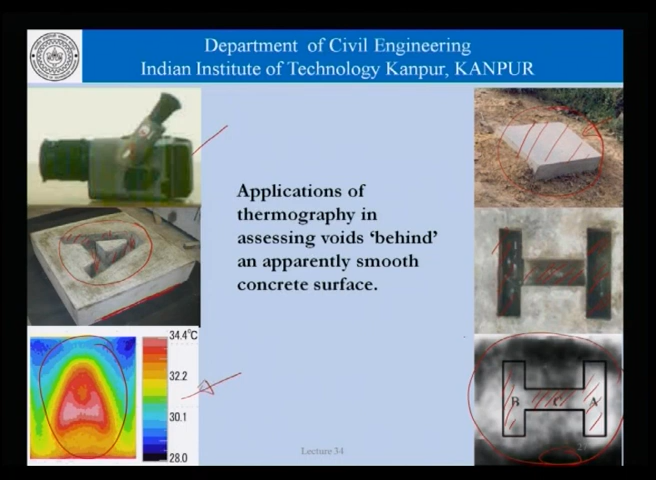 Department of Civil Engineering
Indian Institute of Technology Kanpur, KANPUR
Applications of
thermography in
assessing voids ‘behind’
an apparently smooth
concrete surface.
34.4°C
32.2
30.1
28.0
A
B C A
Lecture 34